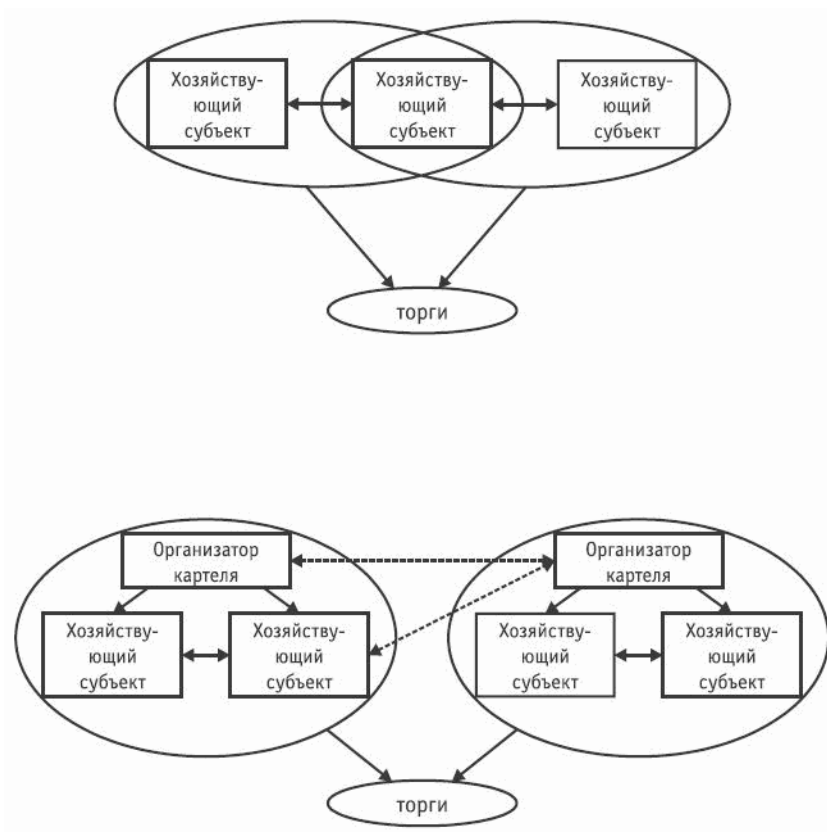 Хозяйству-
ющий
субъект
Хозяйству-
ющий
субъект
Хозяйству-
ющий
субъект
торги
Организатор
картеля
Хозяйству-
ющий
субъект
Хозяйству-
ющий
субъект
Организатор
картеля
Хозяйству-
ющий
субъект
Хозяйству-
ющий
субъект
торги